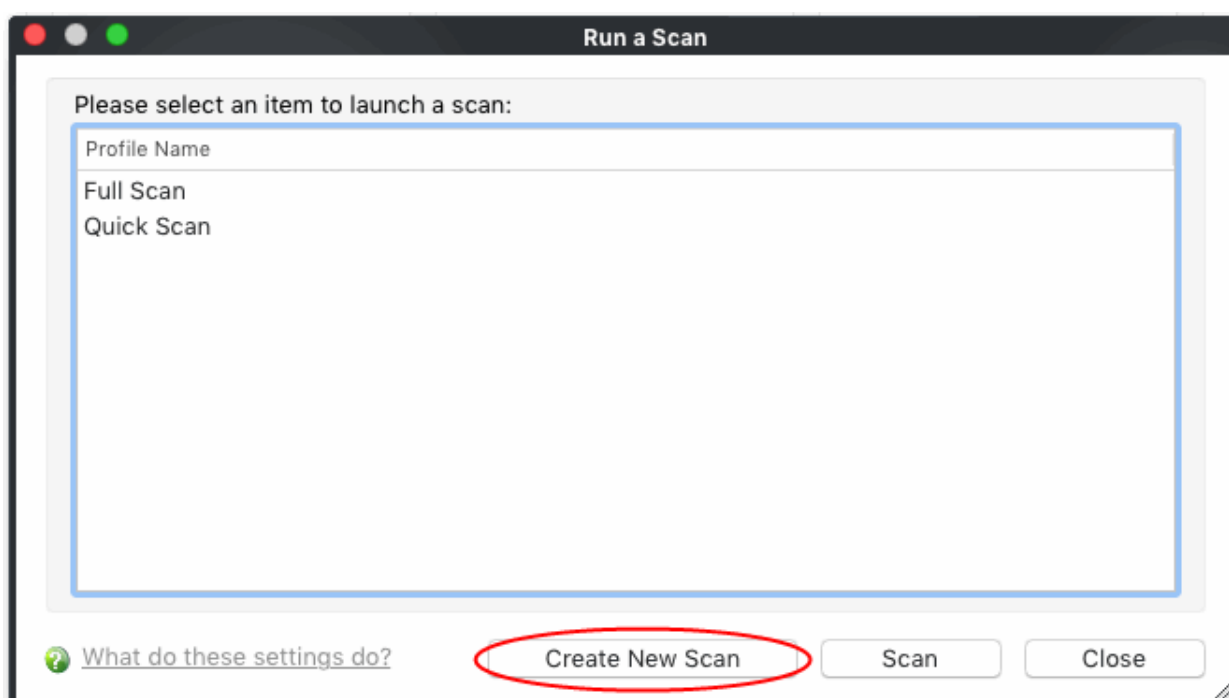 Run a Scan
Please select an item to launch a scan:
Profile Name
Full Scan
Quick Scan
What do these settings do?
Create New Scan
Scan
Close